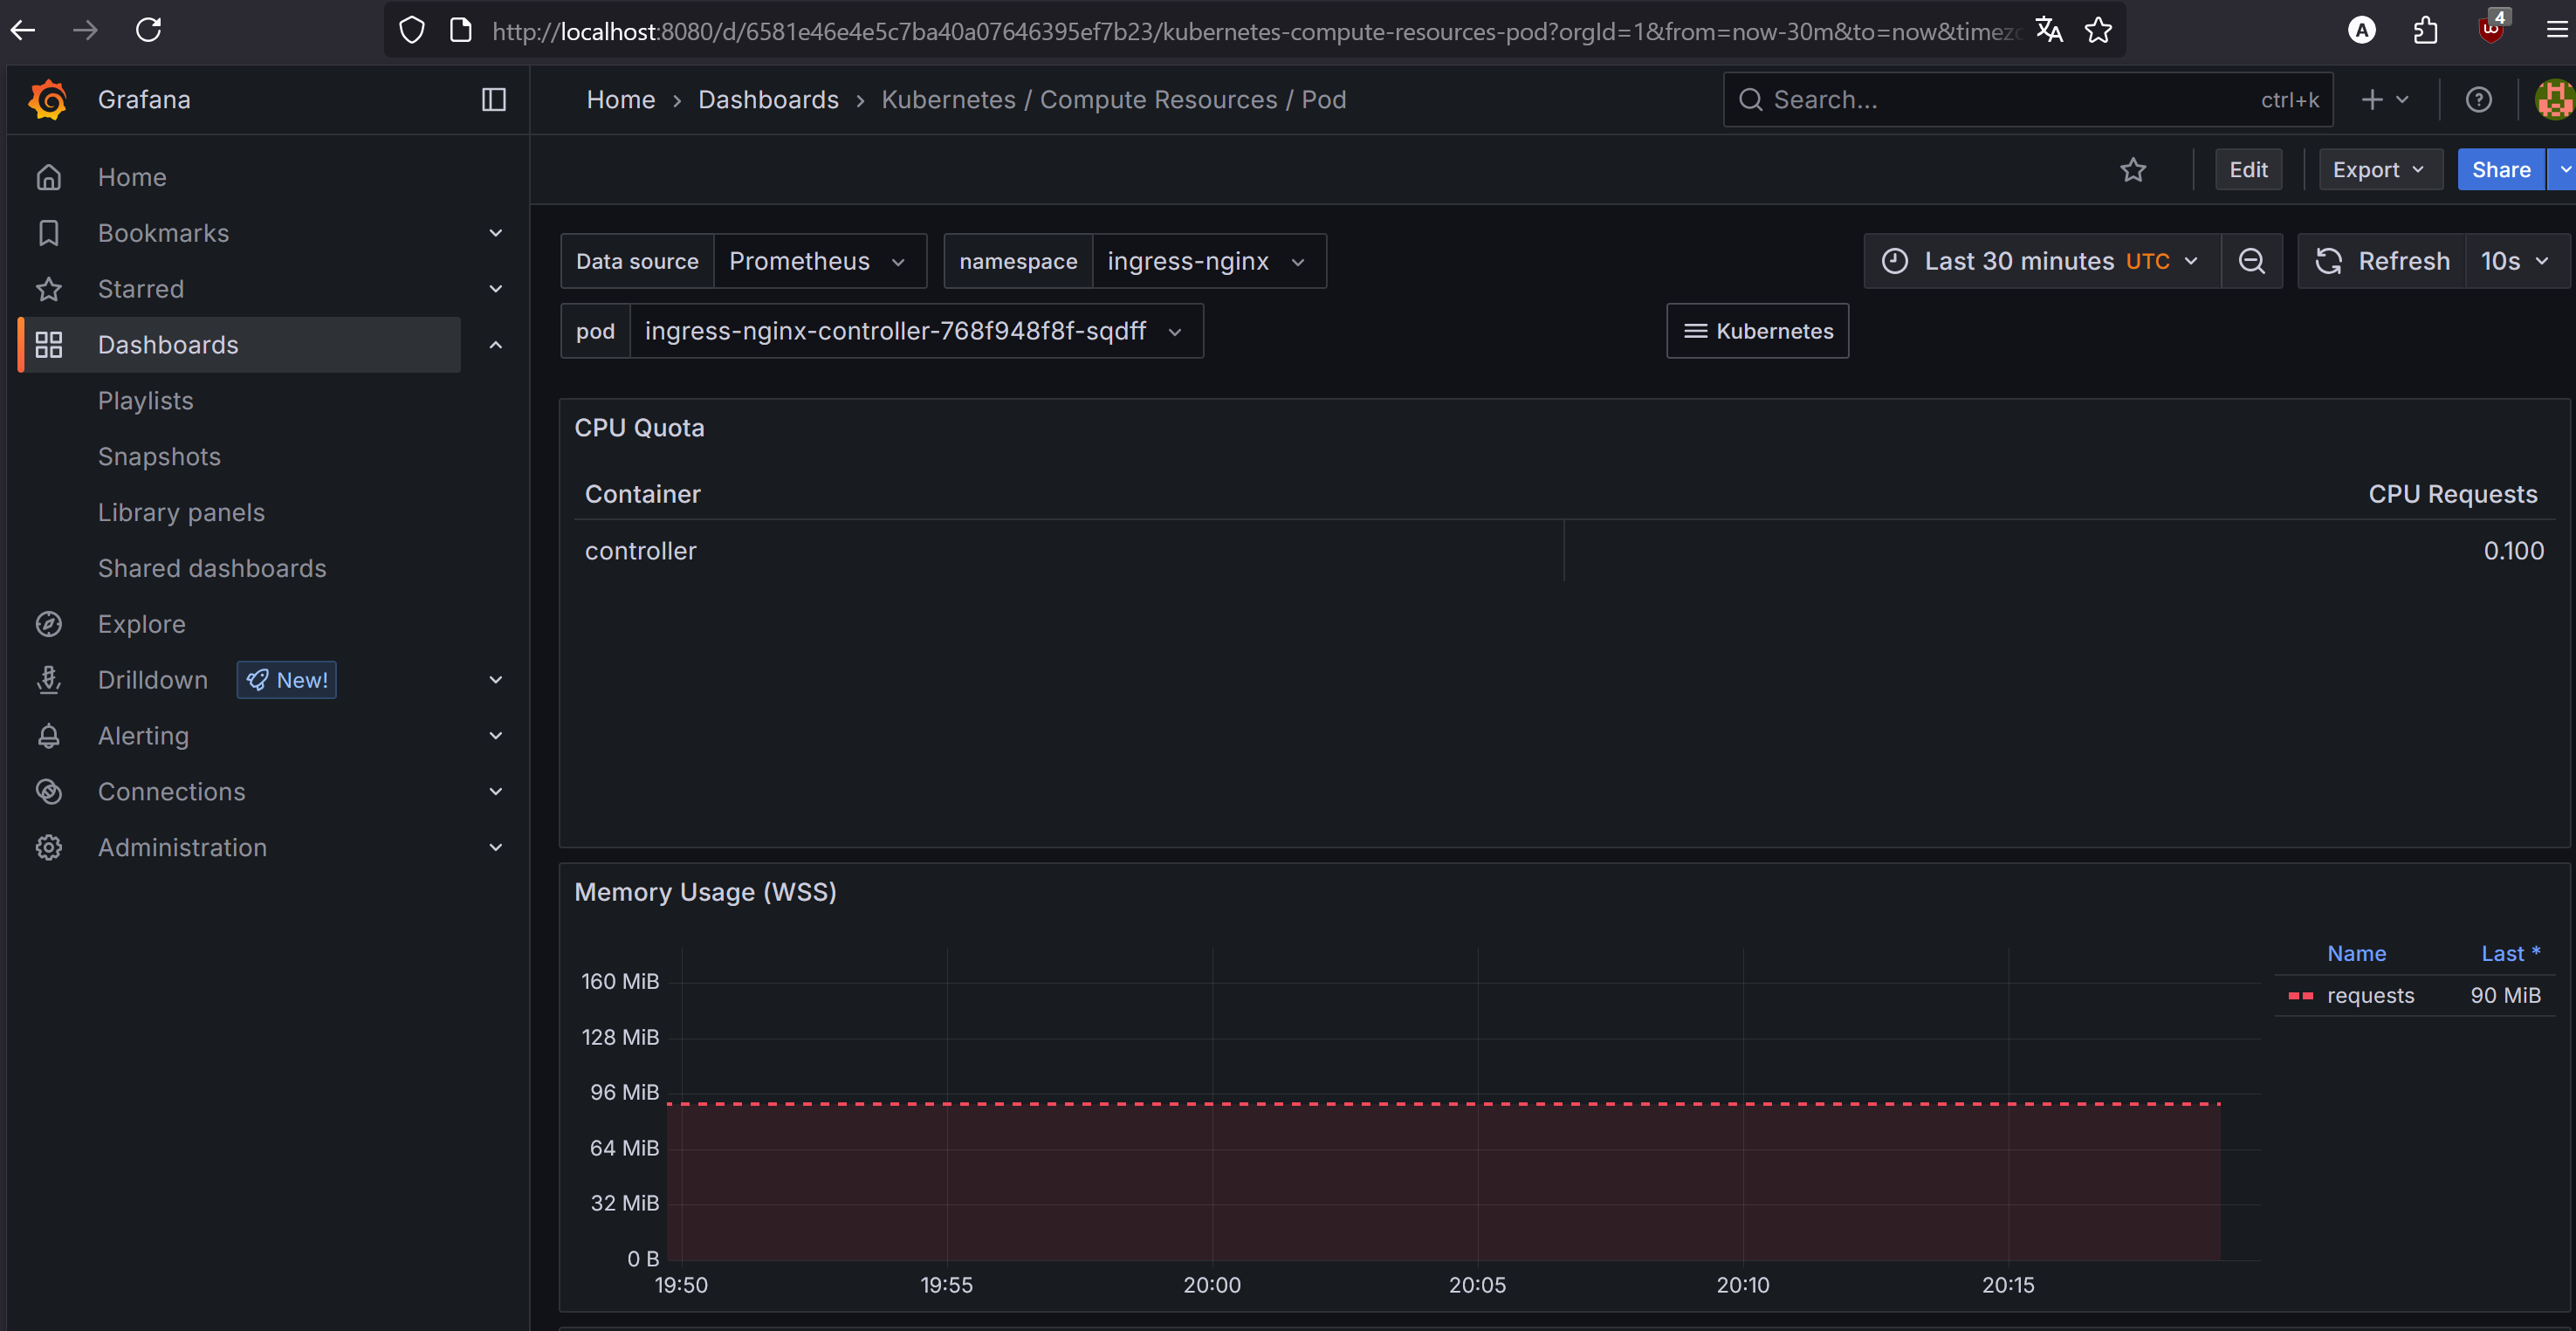 http://localhost:8080/d/6581e46e4e5c7ba40a07646395ef7b23/kubernetes-compute-resources-pod?orgId=1&from=now-30m&to=now&timez
4
Grafana
Home › Dashboards › Kubernetes / Compute Resources / Pod
Search...
ctrl+k
Home
Bookmarks
Starred
Dashboards
Playlists
Snapshots
Library panels
Shared dashboards
Explore
Drilldown
New!
Alerting
Connections
Administration
Edit
Export
Share
Data source
Prometheus
namespace
ingress-nginx
Last 30 minutes UTC
Refresh
10s
pod
ingress-nginx-controller-768f948f8f-sqdff
Kubernetes
CPU Quota
Container
CPU Requests
controller
0.100
Memory Usage (WSS)
160 MiB
128 MiB
96 MiB
64 MiB
32 MiB
0 B
19:50
19:55
20:00
20:05
20:10
20:15
Name
Last *
requests
90 MiB